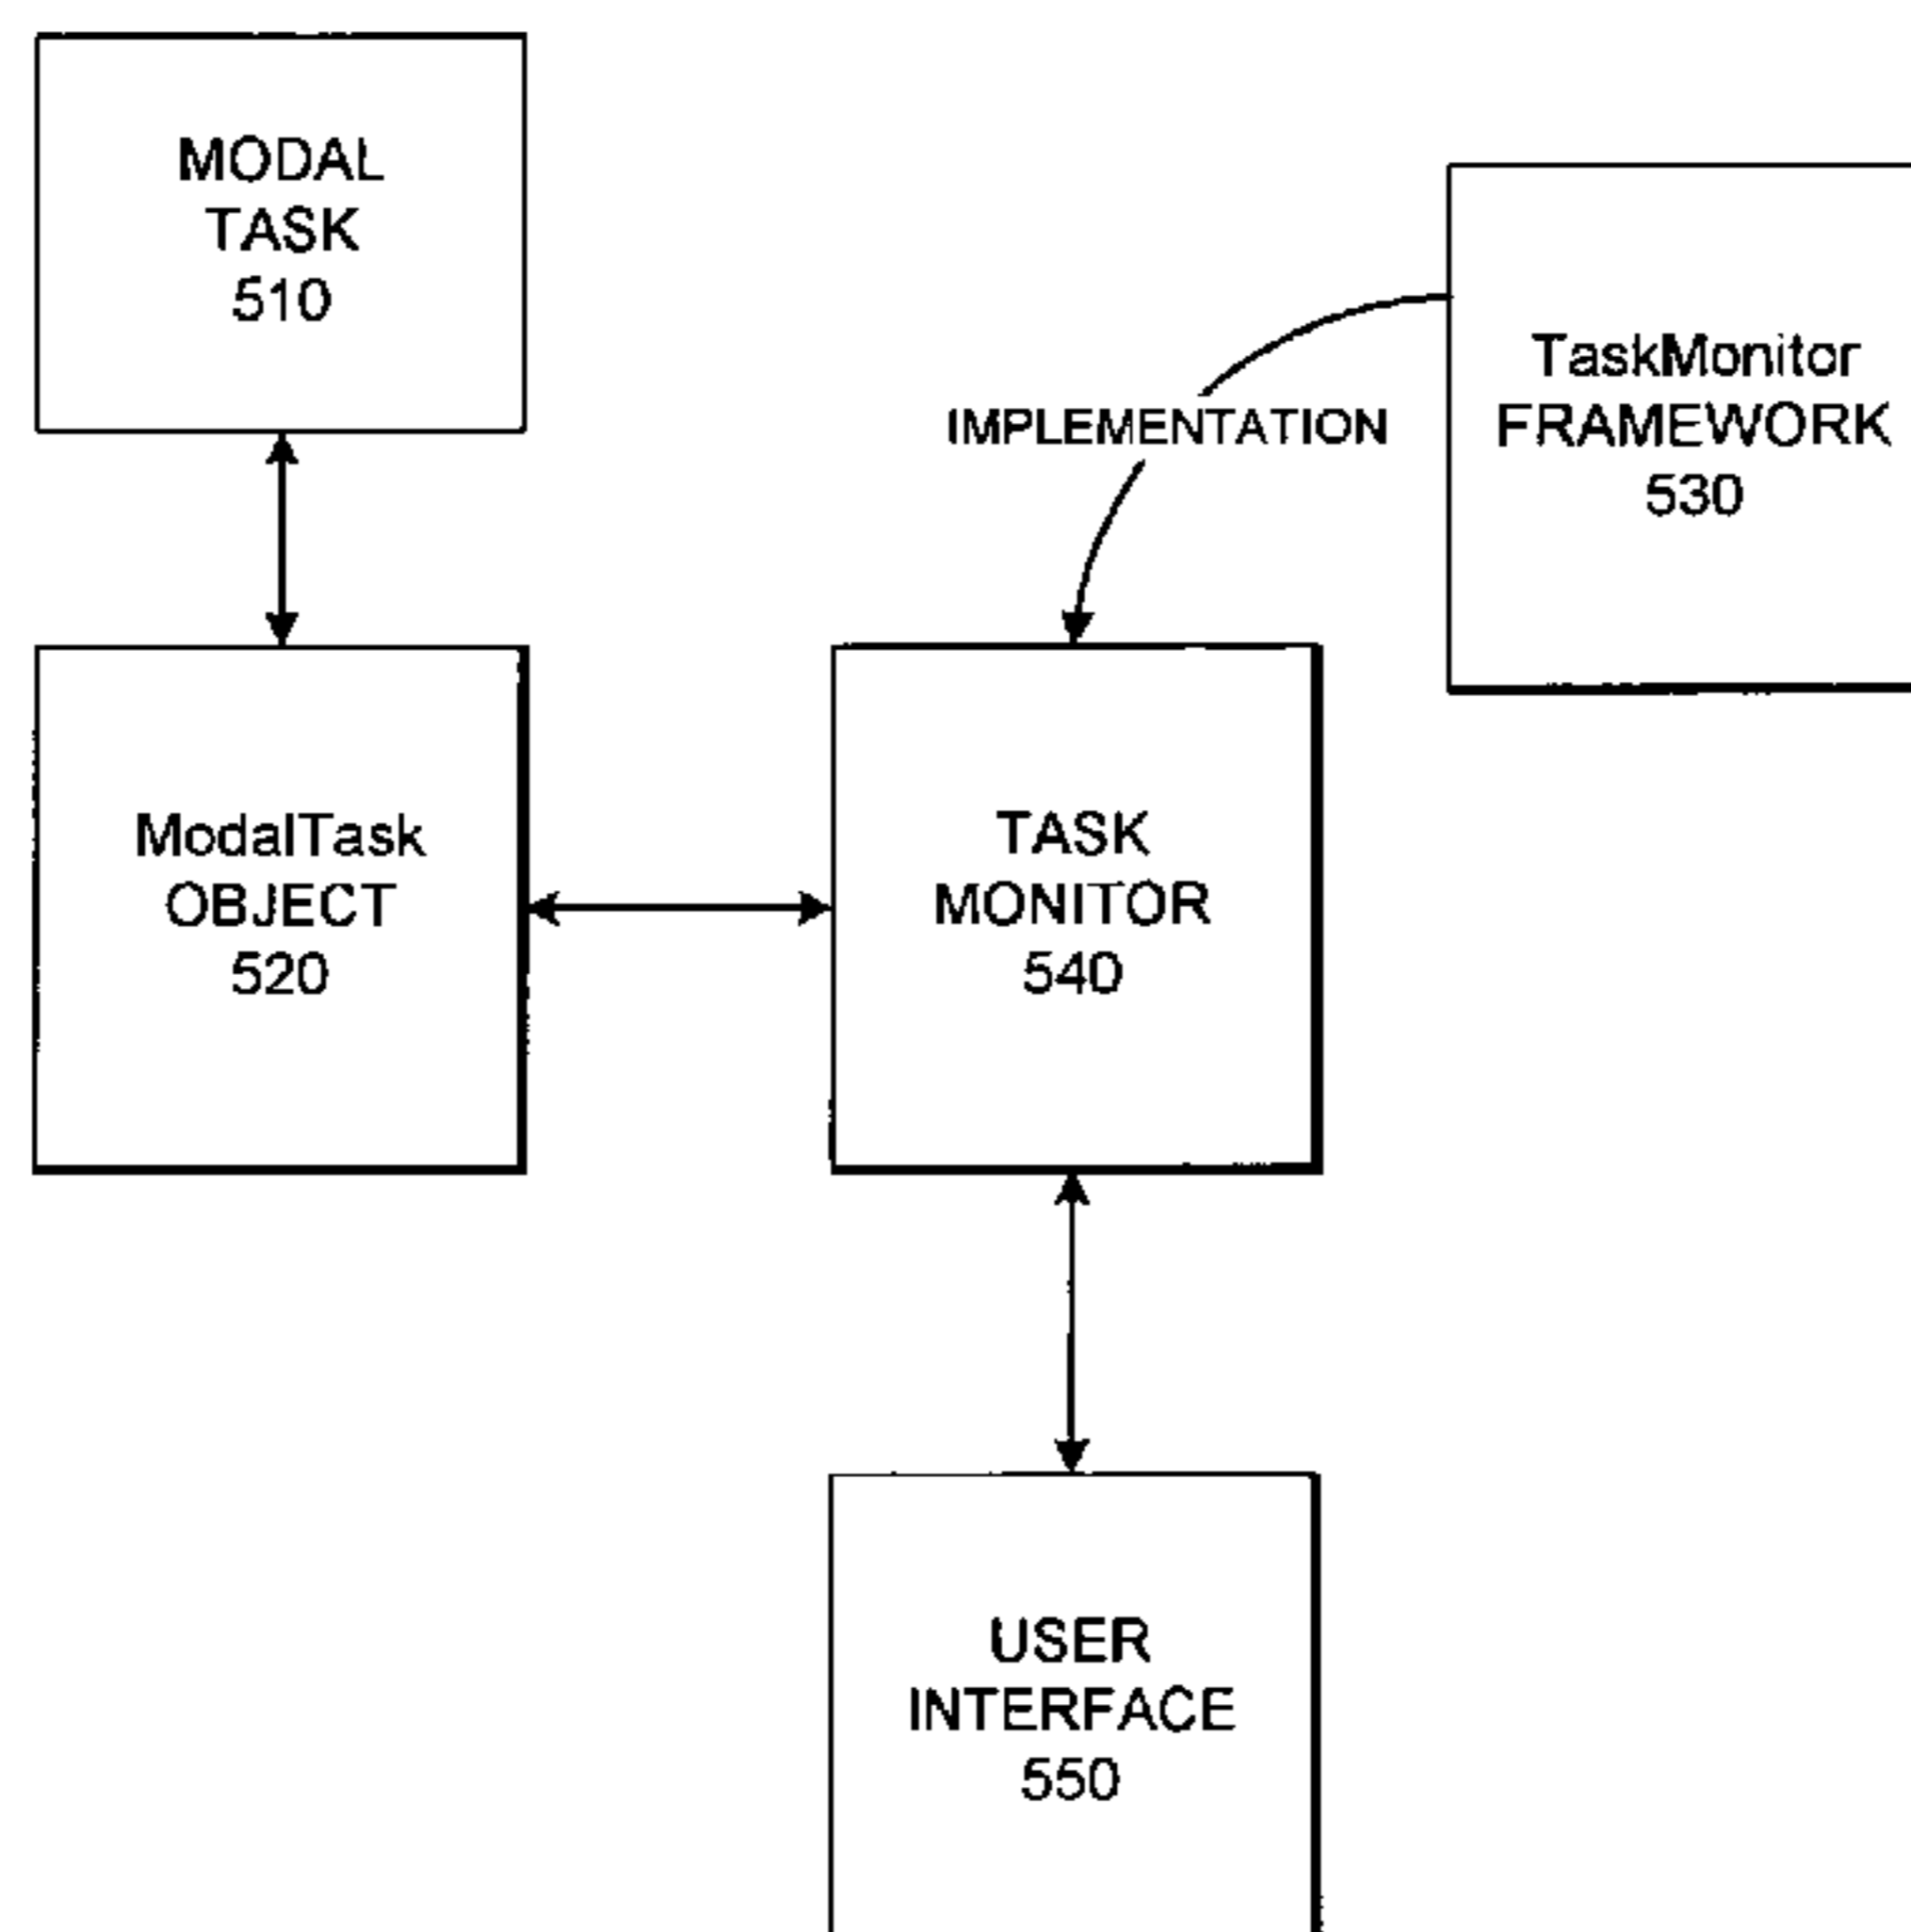 MODAL
TASK
510
TaskMonitor
FRAMEWORK
530
IMPLEMENTATION
ModalTask
OBJECT
520
TASK
MONITOR
540
USER
INTERFACE
550